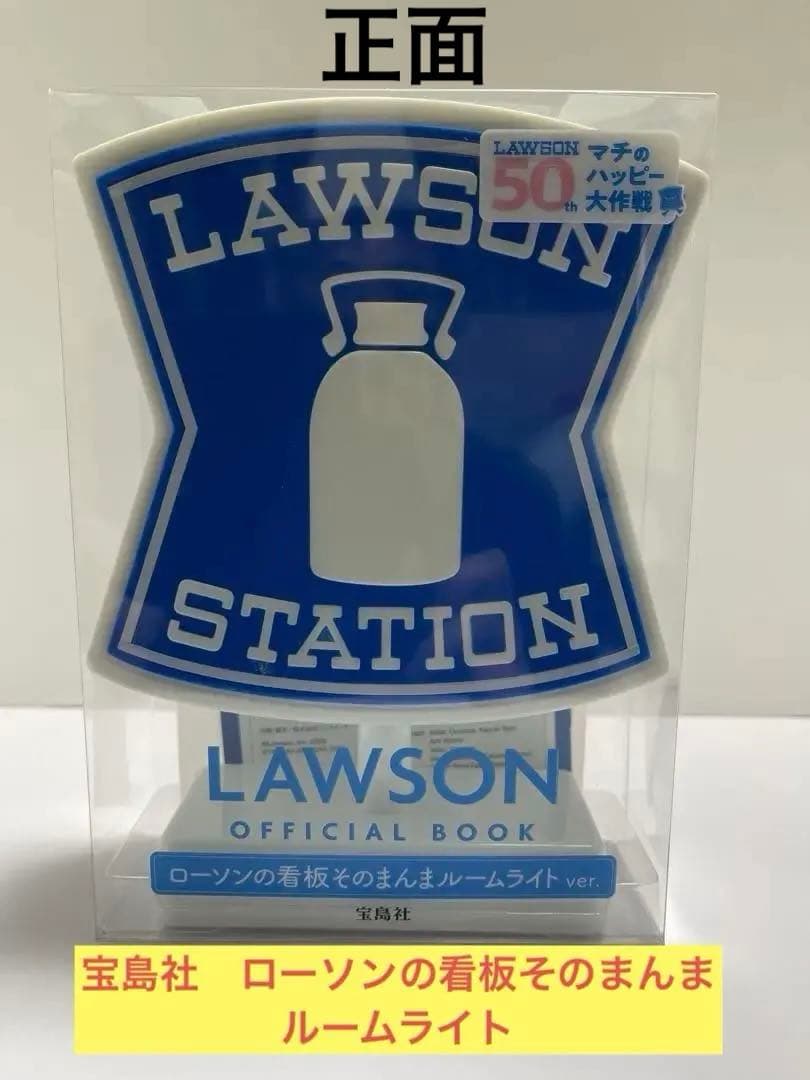 正面
LAWSON
50th
マチの
ハッピー
大作戦
LAWSON
STATION
LAWSON
OFFICIAL BOOK
ローソンの看板そのまんまルームライト ver.
宝島社
宝島社　ローソンの看板そのまんま
ルームライト